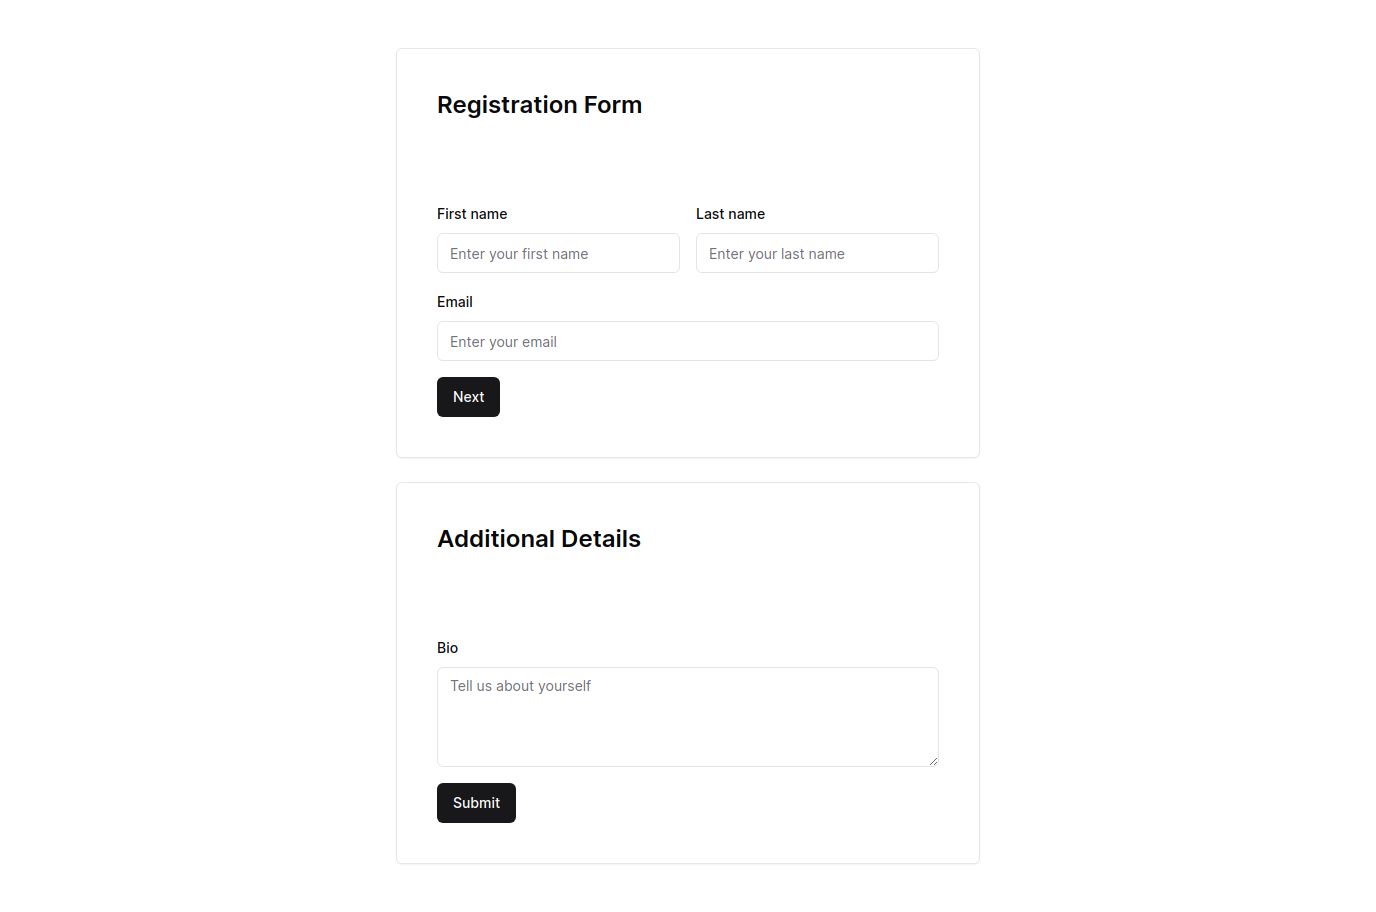 Registration Form
First name
Last name
Enter your first name
Enter your last name
Email
Enter your email
Next
Additional Details
Bio
Tell us about yourself
Submit